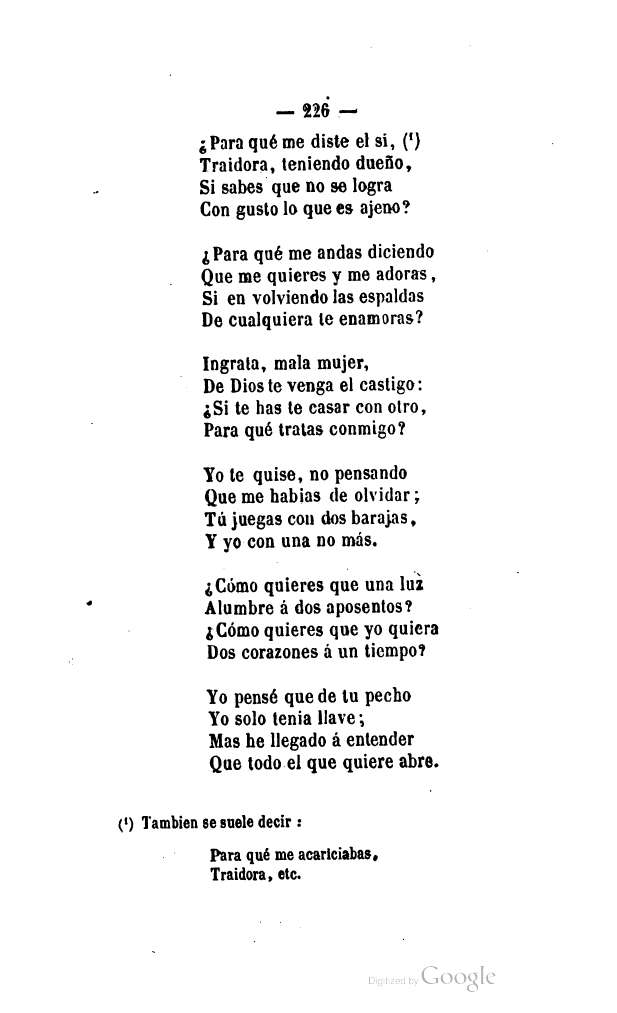 — 226 —
¿Para qué me diste el si, (¹)
Traidora, teniendo dueño,
Si sabes que no se logra
Con gusto lo que es ajeno?
¿Para qué me andas diciendo
Que me quieres y me adoras,
Si en volviendo las espaldas
De cualquiera te enamoras?
Ingrata, mala mujer,
De Dios te venga el castigo:
¿Si te has te casar con otro,
Para qué tratas conmigo?
Yo te quise, no pensando
Que me habias de olvidar;
Tú juegas con dos barajas,
Y yo con una no más.
¿Cómo quieres que una luz
Alumbre á dos aposentos?
¿Cómo quieres que yo quiera
Dos corazones á un tiempo?
Yo pensé que de tu pecho
Yo solo tenia llave;
Mas he llegado á entender
Que todo el que quiere abre.
(¹) Tambien se suele decir:
Para qué me acariciabas,
Traidora, etc.
Digitized by Google